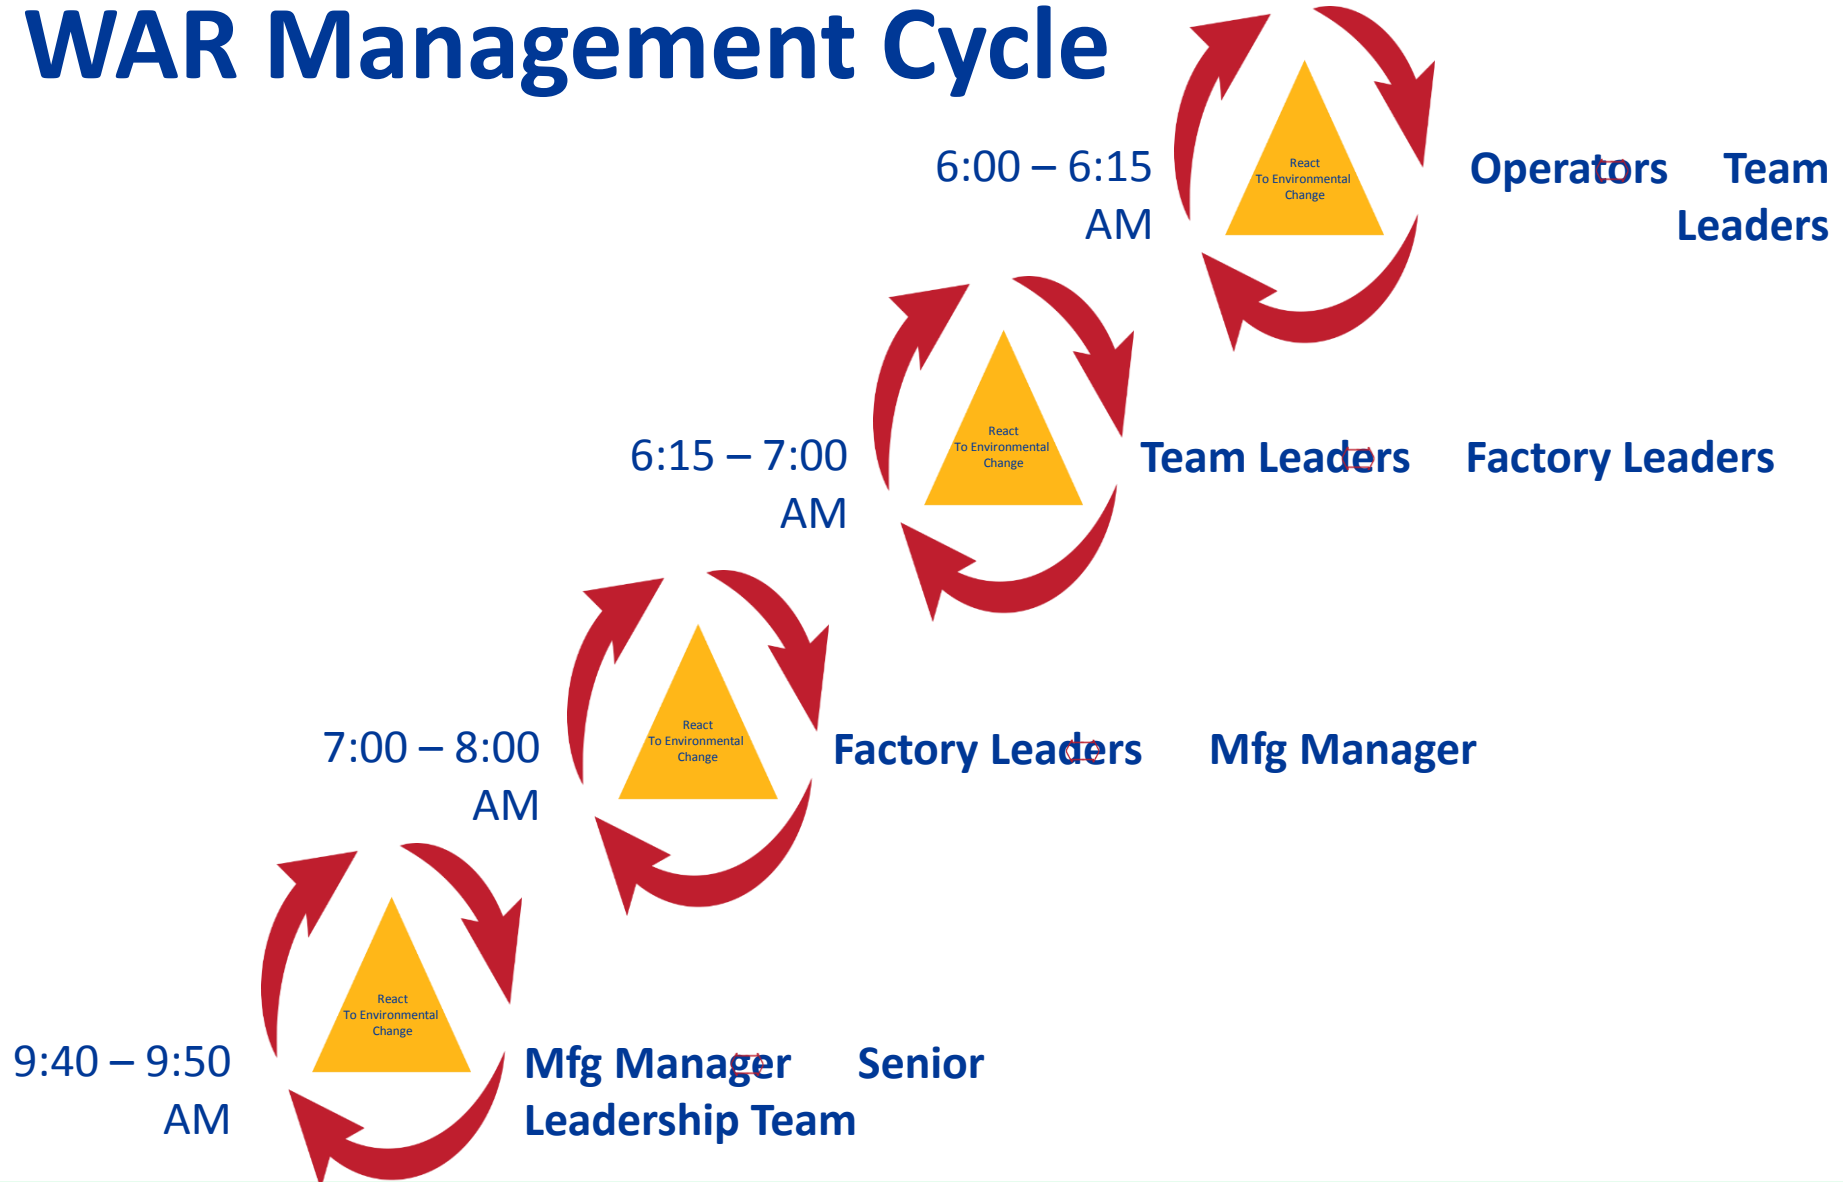 WAR Management Cycle
6:00 – 6:15
AM
React
To Environmental
Change
Operators Team
Leaders
6:15 – 7:00
AM
React
To Environmental
Change
Team Leaders Factory Leaders
7:00 – 8:00
AM
React
To Environmental
Change
Factory Leaders Mfg Manager
9:40 – 9:50
AM
React
To Environmental
Change
Mfg Manager Senior
Leadership Team